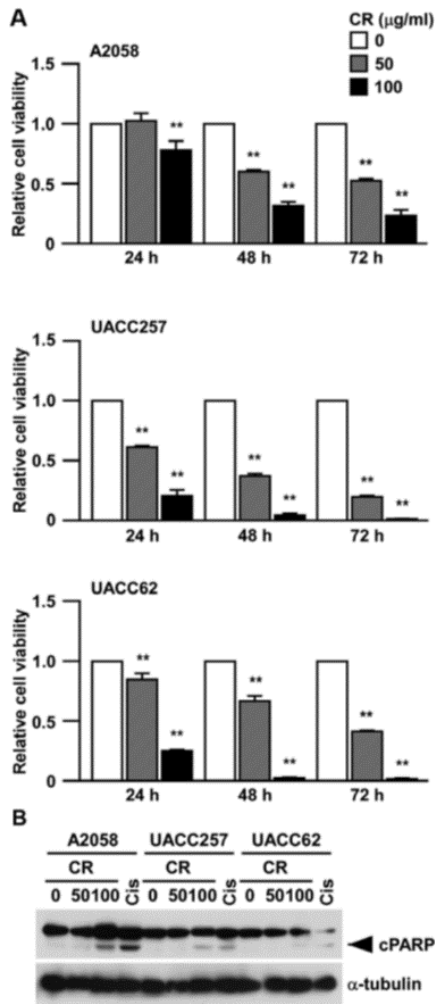 A
CR (μg/ml)
0
50
100
A2058
Relative cell viability
1.5
1.0
0.5
0
**
**
**
**
**
24 h 48 h 72 h
UACC257
Relative cell viability
1.5
1.0
0.5
0
**
**
**
**
**
**
24 h 48 h 72 h
UACC62
Relative cell viability
1.5
1.0
0.5
0
**
**
**
**
**
**
24 h 48 h 72 h
B
A2058 UACC257 UACC62
CR CR CR
0 50 100 Cis 0 50 100 Cis 0 50 100 Cis
cPARP
α-tubulin